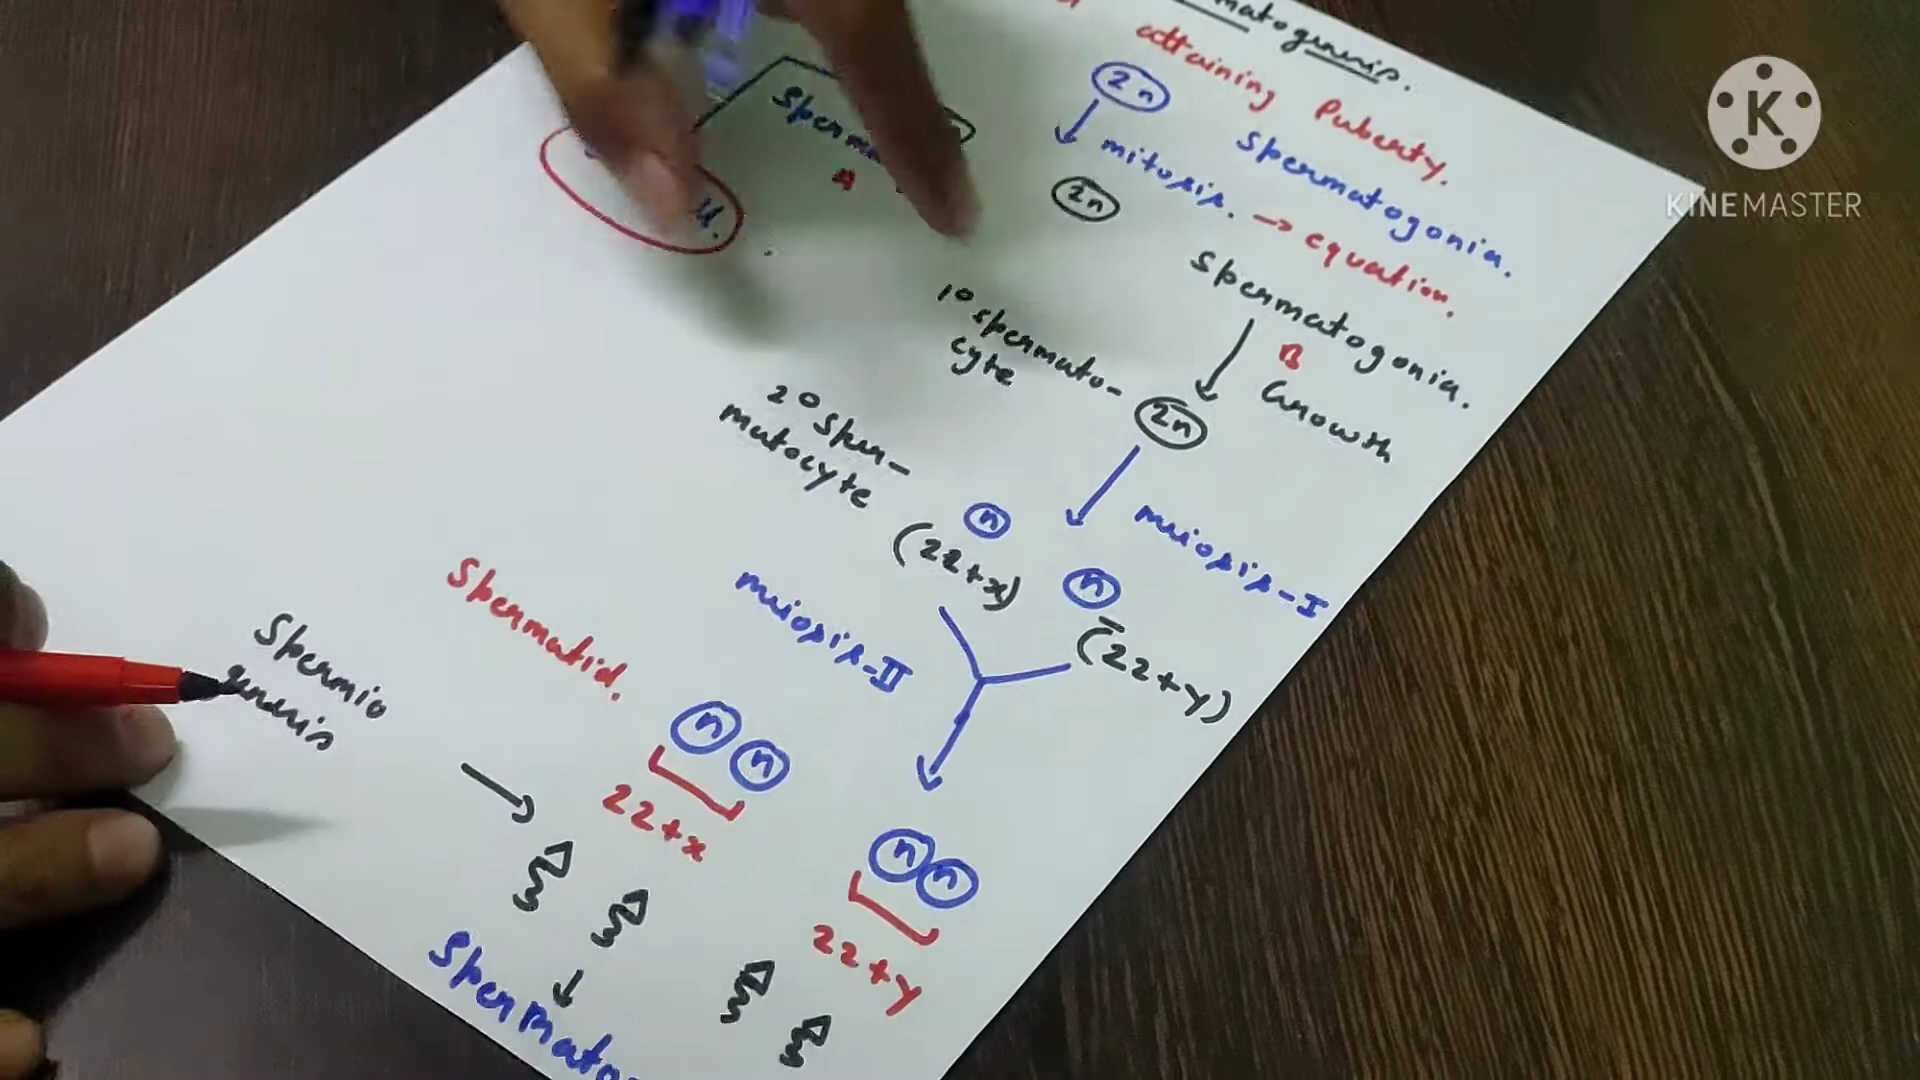 attaining Puberty.
2n
Spermatogonia.
mitosis. → equation.
2n
Spermatogonia.
A
B
Growth
1° spermato-
cyte
2n
meiosis-I
2° sper-
matocyte
n
n
(22+x)
(22+y)
meiosis-II
Spermatid.
n n
22+x
n n
22+y
Spermio
genesis
KINEMASTER